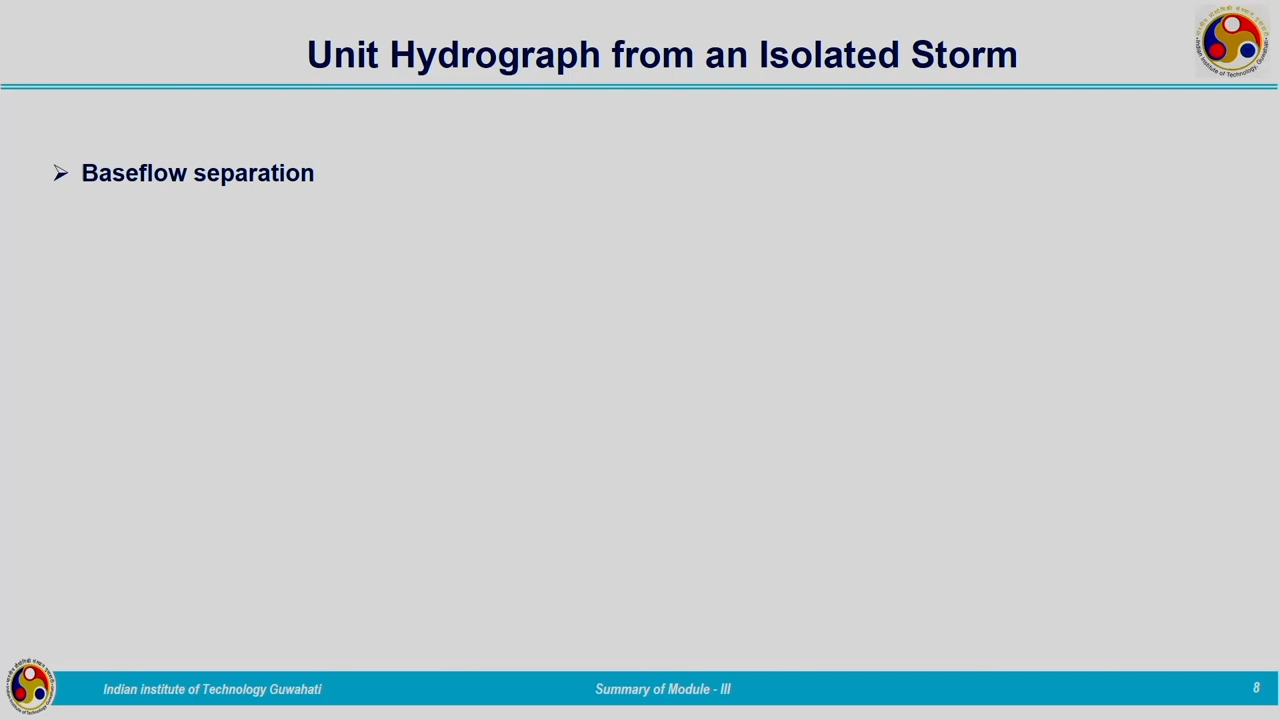 Unit Hydrograph from an Isolated Storm
Baseflow separation
Indian institute of Technology Guwahati
Summary of Module - III
8